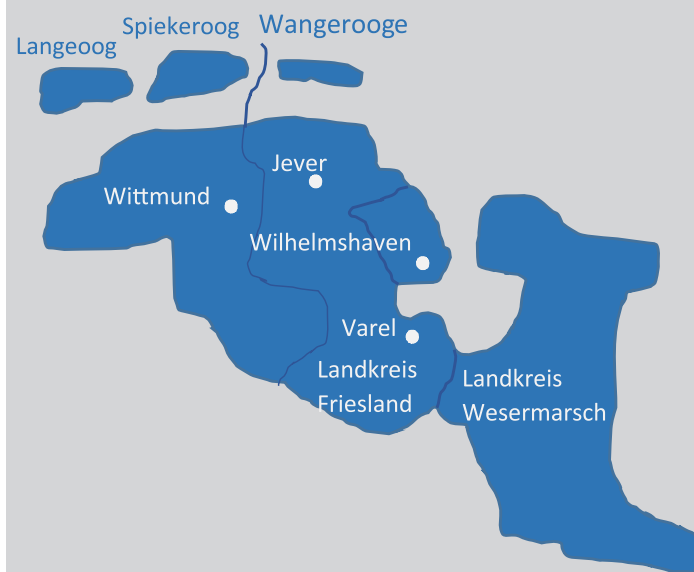 Langeoog
Spiekeroog
Wangerooge
Jever
Wittmund
Wilhelmshaven
Varel
Landkreis
Friesland
Landkreis
Wesermarsch